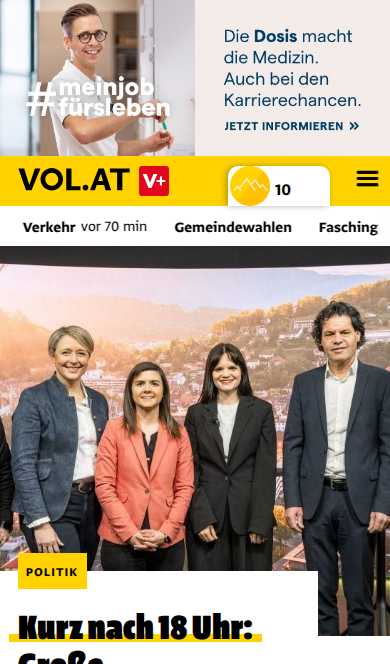 #meinjob
fürsleben
Die Dosis macht
die Medizin.
Auch bei den
Karrierechancen.
JETZT INFORMIEREN »
VOL.AT V+
10
Verkehr vor 70 min Gemeindewahlen Fasching
POLITIK
Kurz nach 18 Uhr:
Große